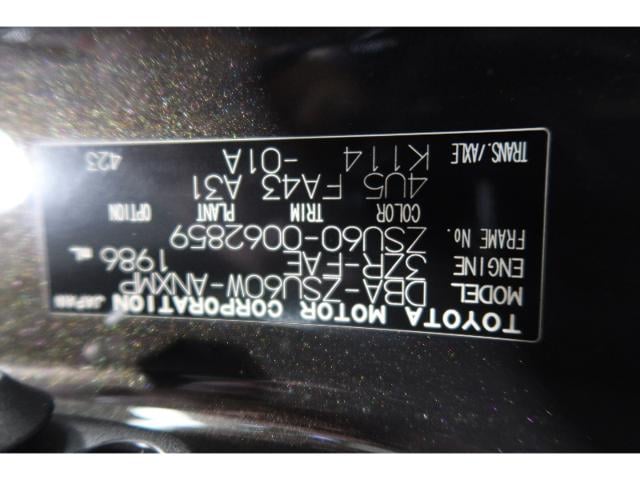 TOYOTA MOTOR CORPORATION JAPAN
MODEL DBA-ZSU60W-ANXMP
ENGINE 3ZR-FAE 1986 mL
FRAME No. ZSU60-0062859
COLOR TRIM PLANT OPTION
4U5 FA43 A31
TRANS./AXLE K114 -01A 423